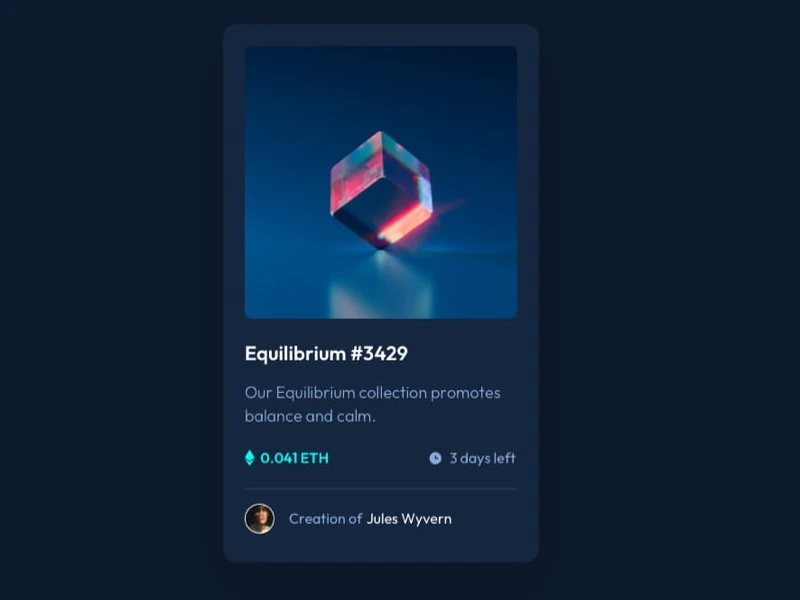 Equilibrium #3429
Our Equilibrium collection promotes
balance and calm.
0.041 ETH
3 days left
Creation of Jules Wyvern